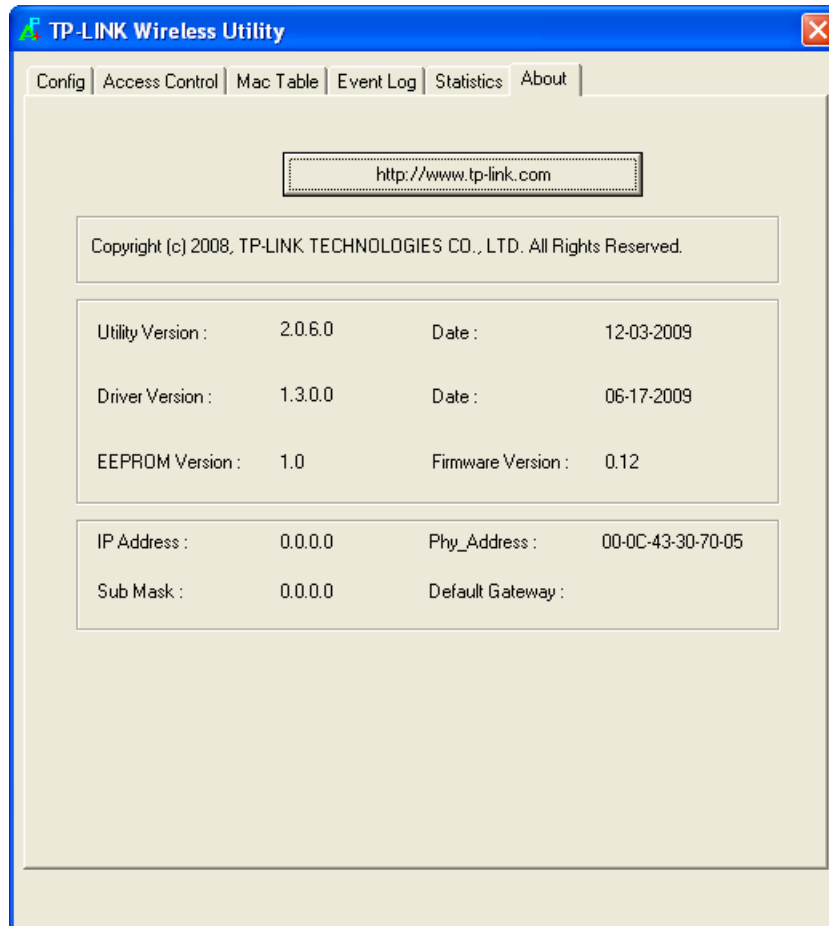 TP-LINK Wireless Utility
Config Access Control Mac Table Event Log Statistics About
http://www.tp-link.com
Copyright (c) 2008, TP-LINK TECHNOLOGIES CO., LTD. All Rights Reserved.
Utility Version : 2.0.6.0 Date : 12-03-2009
Driver Version : 1.3.0.0 Date : 06-17-2009
EEPROM Version : 1.0 Firmware Version : 0.12
IP Address : 0.0.0.0 Phy_Address : 00-0C-43-30-70-05
Sub Mask : 0.0.0.0 Default Gateway :